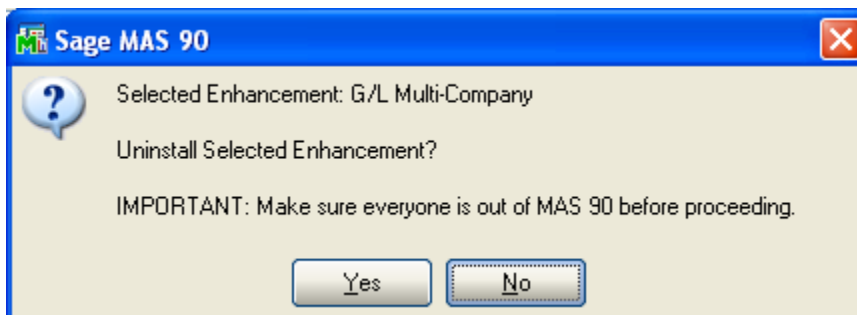 Sage MAS 90
Selected Enhancement: G/L Multi-Company
Uninstall Selected Enhancement?
IMPORTANT: Make sure everyone is out of MAS 90 before proceeding.
Yes No